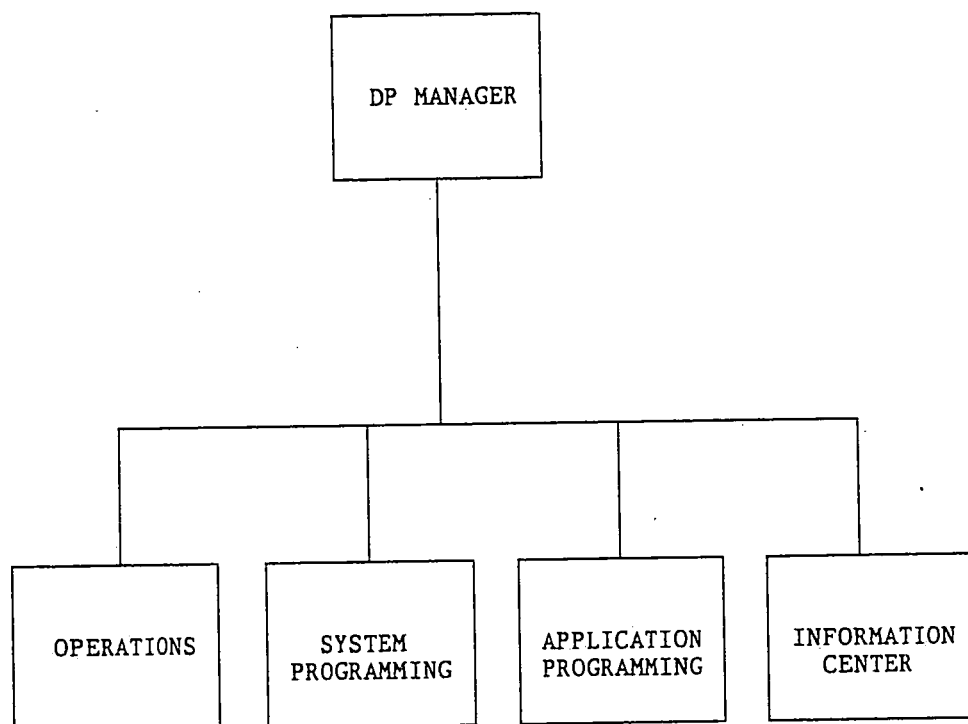 DP MANAGER
OPERATIONS
SYSTEM
PROGRAMMING
APPLICATION
PROGRAMMING
INFORMATION
CENTER